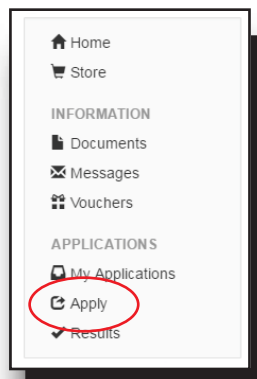 Home
Store
INFORMATION
Documents
Messages
Vouchers
APPLICATIONS
My Applications
Apply
Results